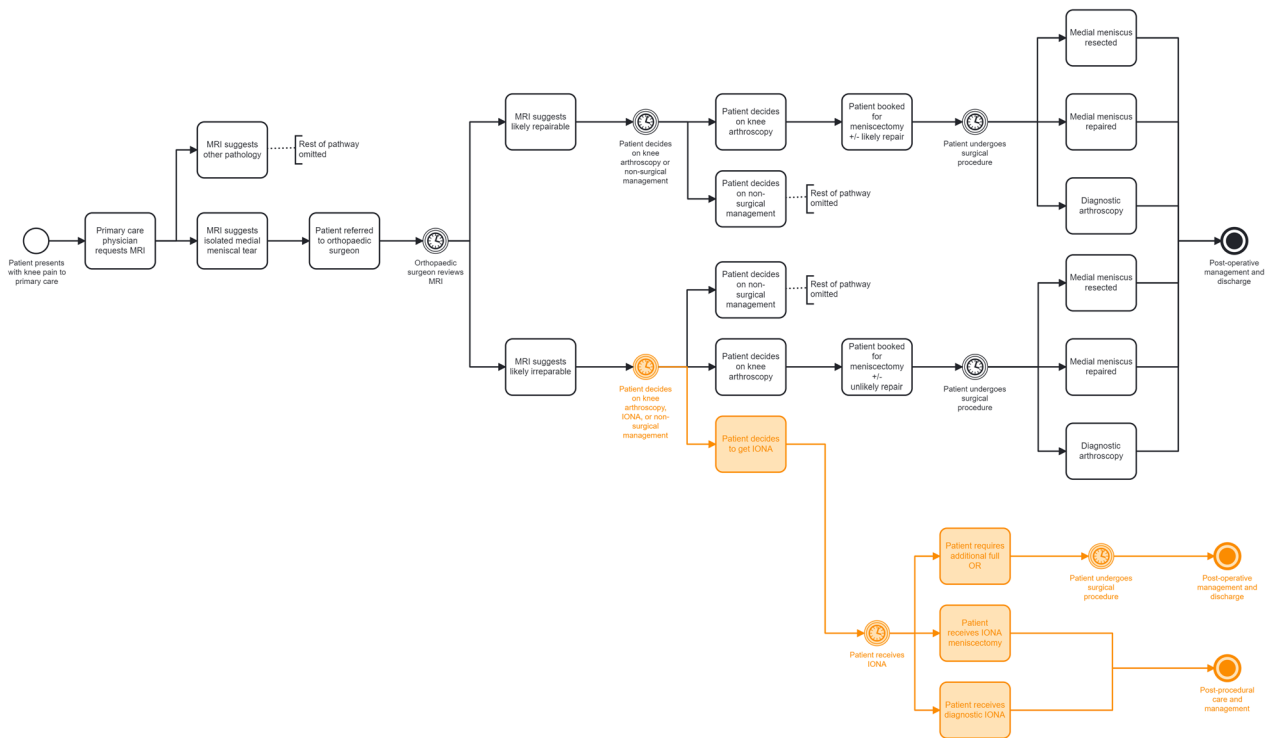 Patient presents
with knee pain to
primary care
Primary care
physician
requests MRI
MRI suggests
other pathology
Rest of pathway
omitted
MRI suggests
isolated medial
meniscal tear
Patient referred
to orthopaedic
surgeon
Orthopaedic
surgeon reviews
MRI
MRI suggests
likely repairable
Patient decides
on knee
arthroscopy or
non-surgical
management
Patient decides
on knee
arthroscopy
Patient booked
for
meniscectomy
+/- likely repair
Patient undergoes
surgical
procedure
Medial meniscus
resected
Medial meniscus
repaired
Diagnostic
arthroscopy
Patient decides
on non-
surgical
management
Rest of pathway
omitted
Post-operative
management and
discharge
MRI suggests
likely irreparable
Patient decides
on knee
arthroscopy,
IONA, or non-
surgical
management
Patient decides
on non-
surgical
management
Rest of pathway
omitted
Patient decides
on knee
arthroscopy
Patient booked
for
meniscectomy
+/-
unlikely repair
Patient undergoes
surgical
procedure
Medial meniscus
resected
Medial meniscus
repaired
Diagnostic
arthroscopy
Patient decides
to get IONA
Patient receives
IONA
Patient requires
additional full
OR
Patient undergoes
surgical
procedure
Post-operative
management and
discharge
Patient
receives IONA
meniscectomy
Patient receives
diagnostic IONA
Post-procedural
care and
management